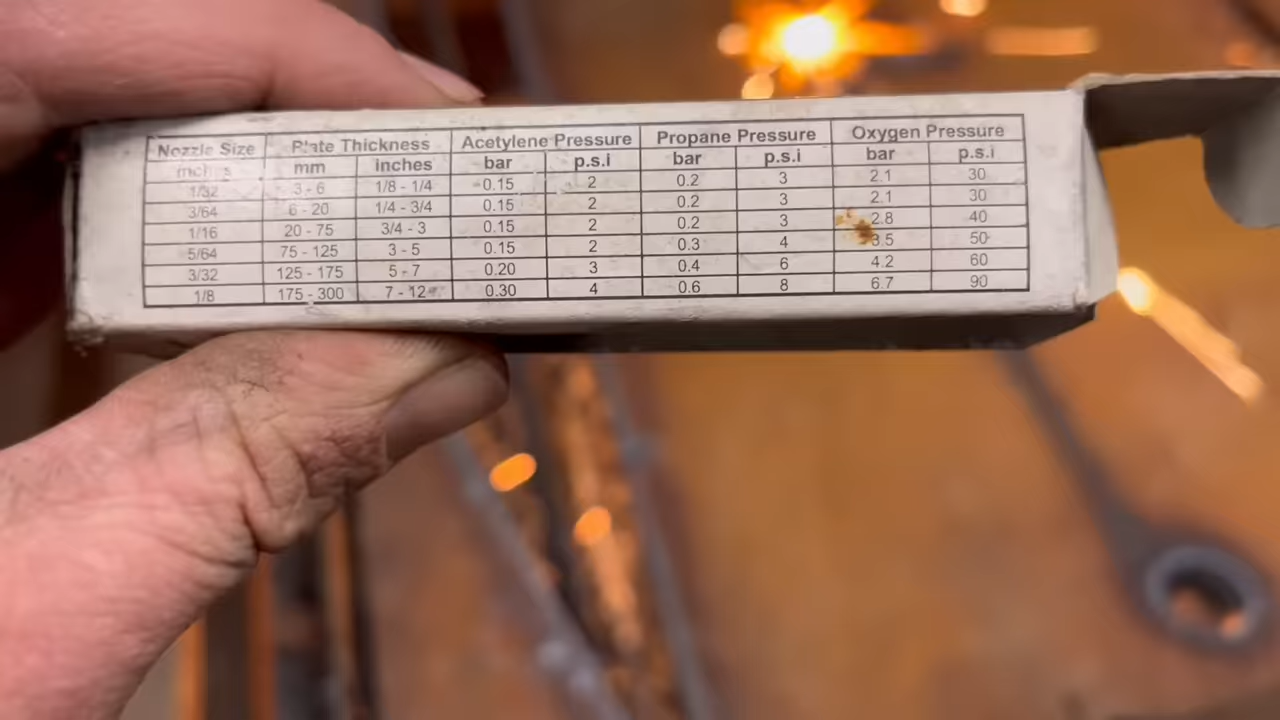 Nozzle Size Plate Thickness Acetylene Pressure Propane Pressure Oxygen Pressure
inches mm inches bar p.s.i bar p.s.i bar p.s.i
1/32 3 - 6 1/8 - 1/4 0.15 2 0.2 3 2.1 30
3/64 6 - 20 1/4 - 3/4 0.15 2 0.2 3 2.1 30
1/16 20 - 75 3/4 - 3 0.15 2 0.2 3 2.8 40
5/64 75 - 125 3 - 5 0.15 2 0.3 4 3.5 50
3/32 125 - 175 5 - 7 0.20 3 0.4 6 4.2 60
1/8 175 - 300 7 - 12 0.30 4 0.6 8 6.7 90